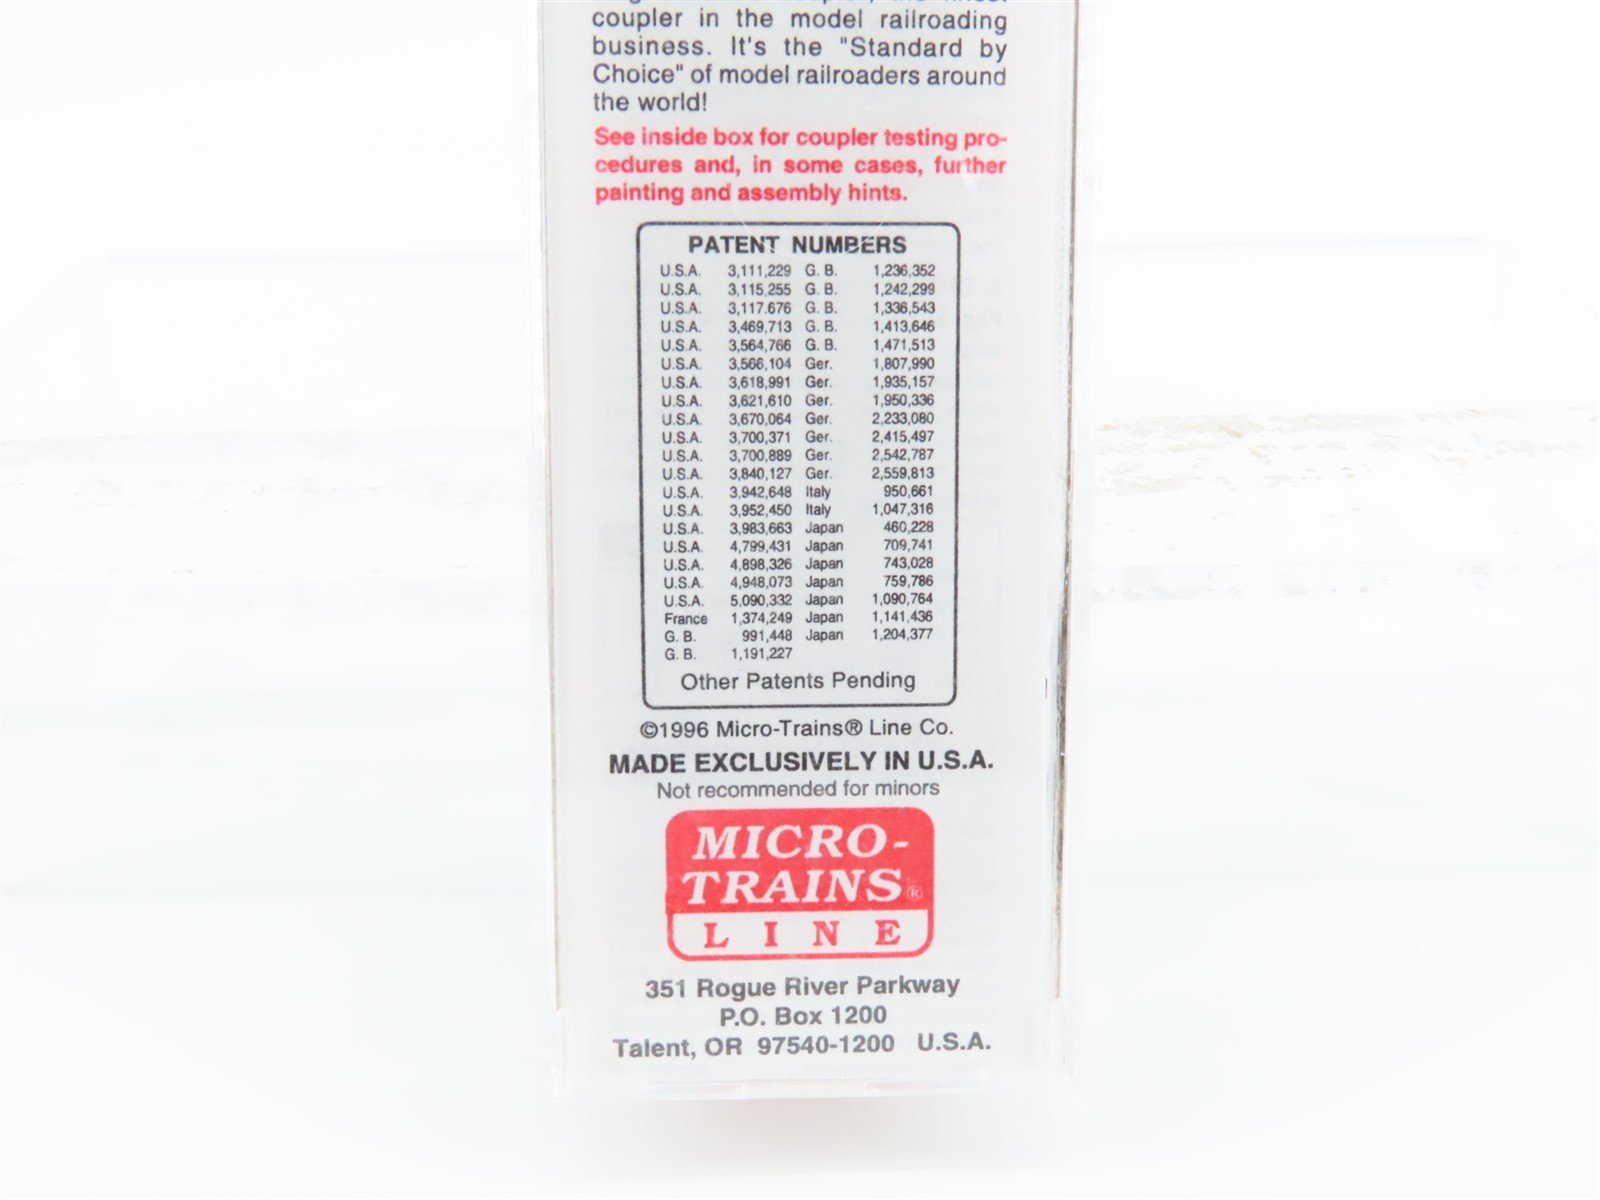 coupler in the model railroading
business. It's the "Standard by
Choice" of model railroaders around
the world!
See inside box for coupler testing pro-
cedures and, in some cases, further
painting and assembly hints.
PATENT NUMBERS
U.S.A. 3,111,229 G. B. 1,236,352
U.S.A. 3,115,255 G. B. 1,242,299
U.S.A. 3,117.676 G. B. 1,336,543
U.S.A. 3,469,713 G. B. 1,413,646
U.S.A. 3,564,766 G. B. 1,471,513
U.S.A. 3,566,104 Ger. 1,807,990
U.S.A. 3,618,991 Ger. 1,935,157
U.S.A. 3,621,610 Ger. 1,950,336
U.S.A. 3,670,064 Ger. 2,233,080
U.S.A. 3,700,371 Ger. 2,415,497
U.S.A. 3,700,889 Ger. 2,542,787
U.S.A. 3,840,127 Ger. 2,559,813
U.S.A. 3,942,648 Italy 950,661
U.S.A. 3,952,450 Italy 1,047,316
U.S.A. 3,983,663 Japan 460,228
U.S.A. 4,799,431 Japan 709,741
U.S.A. 4,898,326 Japan 743,028
U.S.A. 4,948,073 Japan 759,786
U.S.A. 5,090,332 Japan 1,090,764
France 1,374,249 Japan 1,141,436
G. B. 991,448 Japan 1,204,377
G. B. 1,191,227
Other Patents Pending
©1996 Micro-Trains® Line Co.
MADE EXCLUSIVELY IN U.S.A.
Not recommended for minors
MICRO-
TRAINS®
LINE
351 Rogue River Parkway
P.O. Box 1200
Talent, OR 97540-1200 U.S.A.